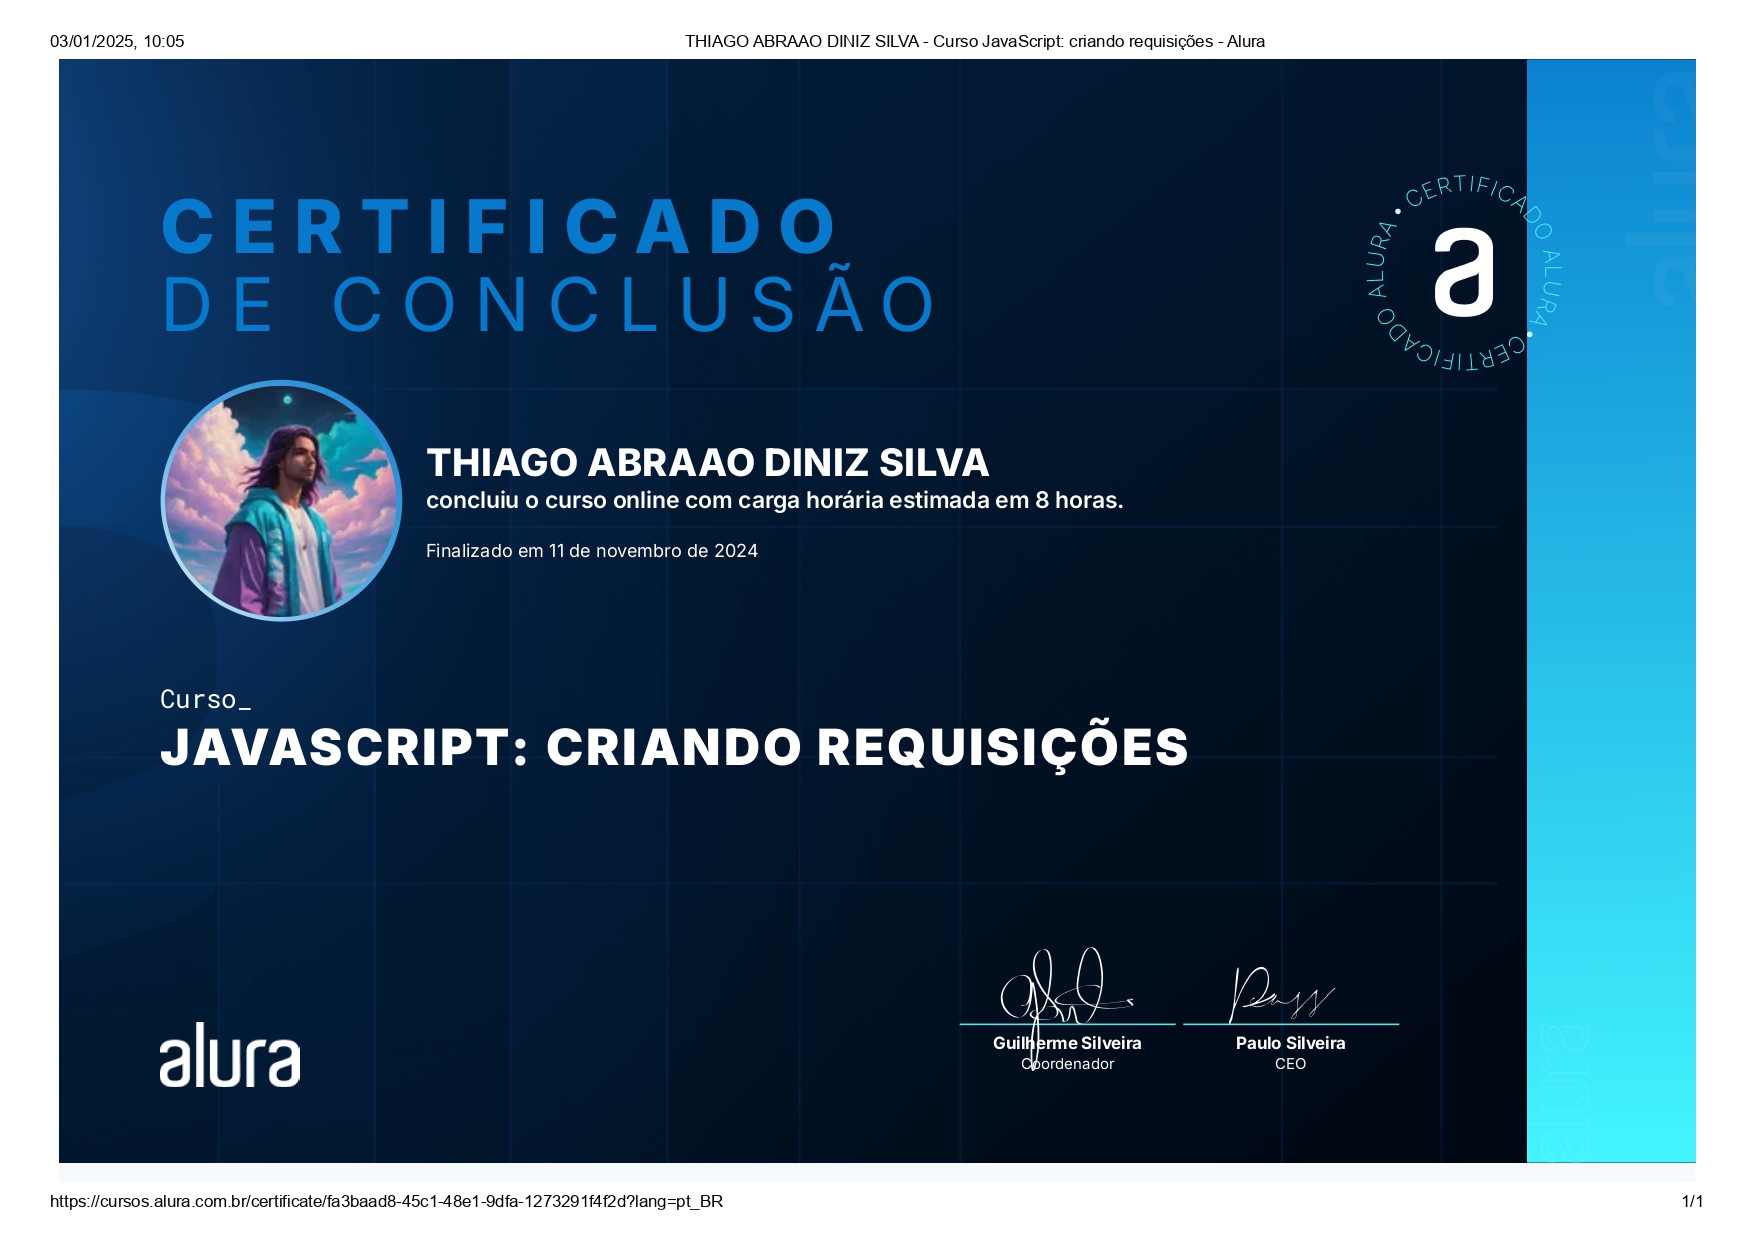 03/01/2025, 10:05
THIAGO ABRAAO DINIZ SILVA - Curso JavaScript: criando requisições - Alura
CERTIFICADO
DE CONCLUSÃO
CERTIFICADO ALURA • CERTIFICADO ALURA •
a
alura
THIAGO ABRAAO DINIZ SILVA
concluiu o curso online com carga horária estimada em 8 horas.
Finalizado em 11 de novembro de 2024
Curso_
JAVASCRIPT: CRIANDO REQUISIÇÕES
alura
Guilherme Silveira
Coordenador
Paulo Silveira
CEO
alura
https://cursos.alura.com.br/certificate/fa3baad8-45c1-48e1-9dfa-1273291f4f2d?lang=pt_BR
1/1